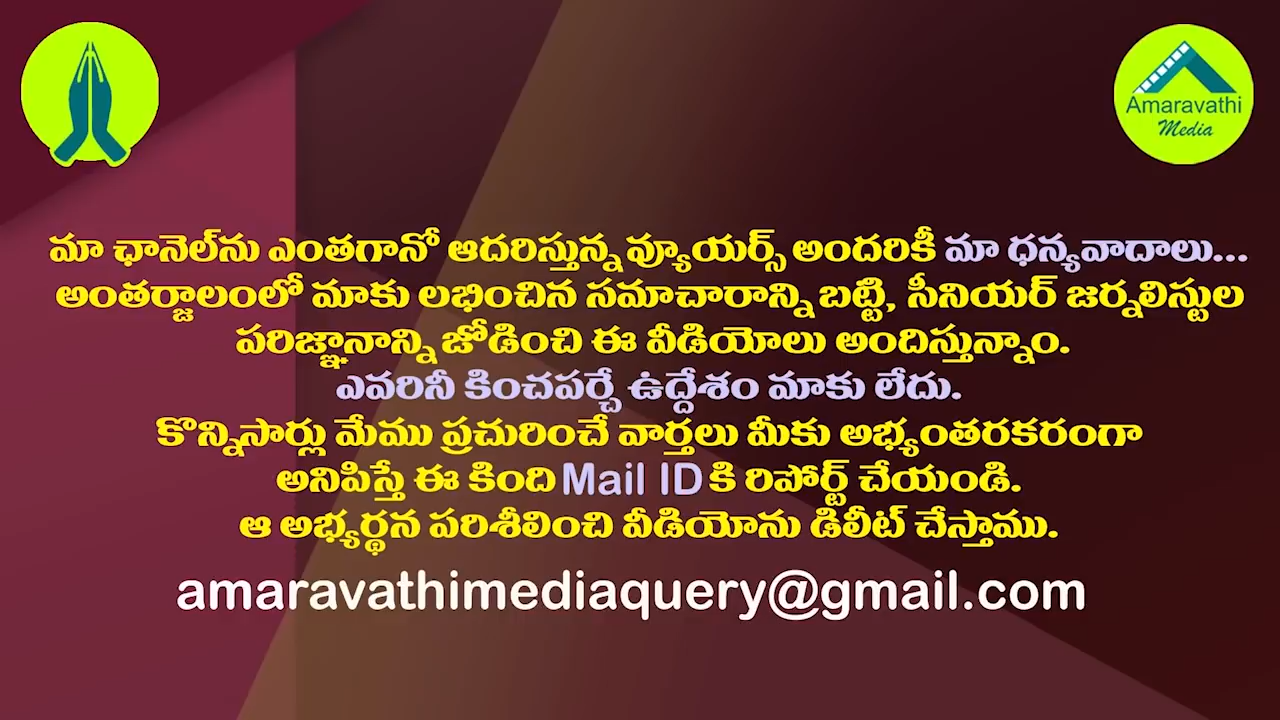 Amaravathi
Media
మా ఛానెల్‌ను ఎంతగానో ఆదరిస్తున్న వ్యూయర్స్ అందరికీ మా ధన్యవాదాలు...
అంతర్జాలంలో మాకు లభించిన సమాచారాన్ని బట్టి, సీనియర్ జర్నలిస్టుల
పరిజ్ఞానాన్ని జోడించి ఈ వీడియోలు అందిస్తున్నాం.
ఎవరినీ కించపర్చే ఉద్దేశం మాకు లేదు.
కొన్నిసార్లు మేము ప్రచురించే వార్తలు మీకు అభ్యంతరకరంగా
అనిపిస్తే ఈ కింది Mail ID కి రిపోర్ట్ చేయండి.
ఆ అభ్యర్థన పరిశీలించి వీడియోను డిలీట్ చేస్తాము.
amaravathimediaquery@gmail.com